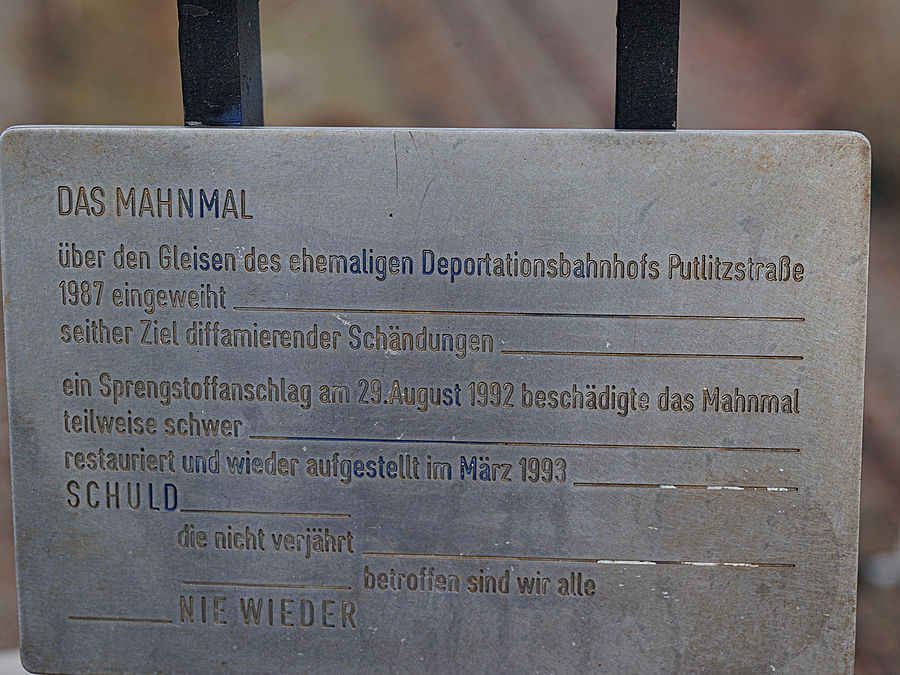 DAS MAHNMAL
über den Gleisen des ehemaligen Deportationsbahnhofs Putlitzstraße
1987 eingeweiht
seither Ziel diffamierender Schändungen
ein Sprengstoffanschlag am 29.August 1992 beschädigte das Mahnmal
teilweise schwer
restauriert und wieder aufgestellt im März 1993
SCHULD
die nicht verjährt
betroffen sind wir alle
NIE WIEDER